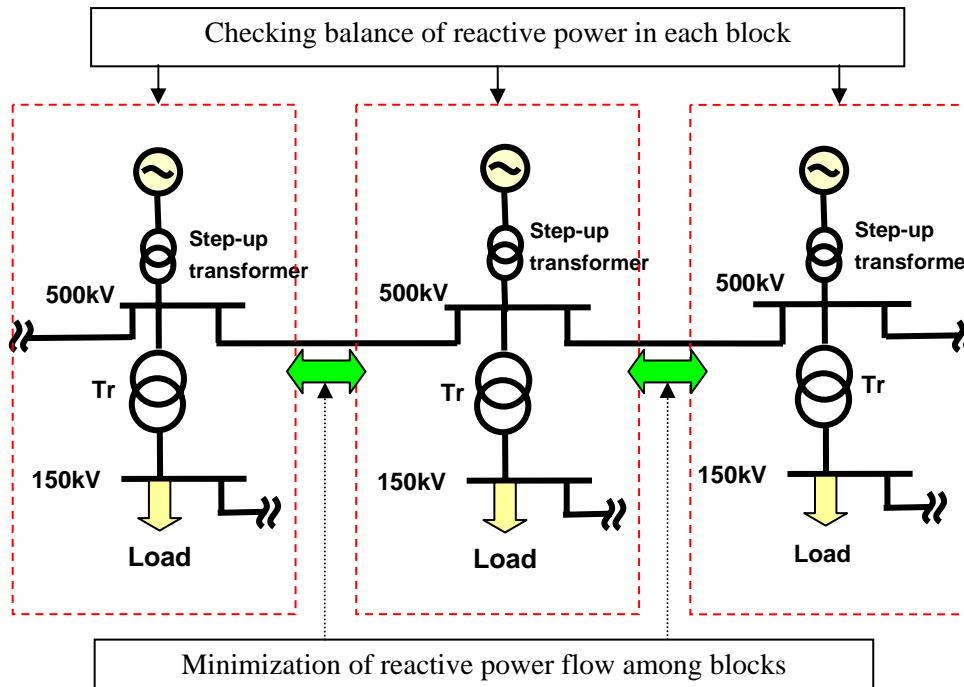 Checking balance of reactive power in each block
Step-up
transformer
500kV
Tr
150kV
Load
Step-up
transformer
500kV
Tr
150kV
Load
Step-up
transformer
500kV
Tr
150kV
Load
Minimization of reactive power flow among blocks